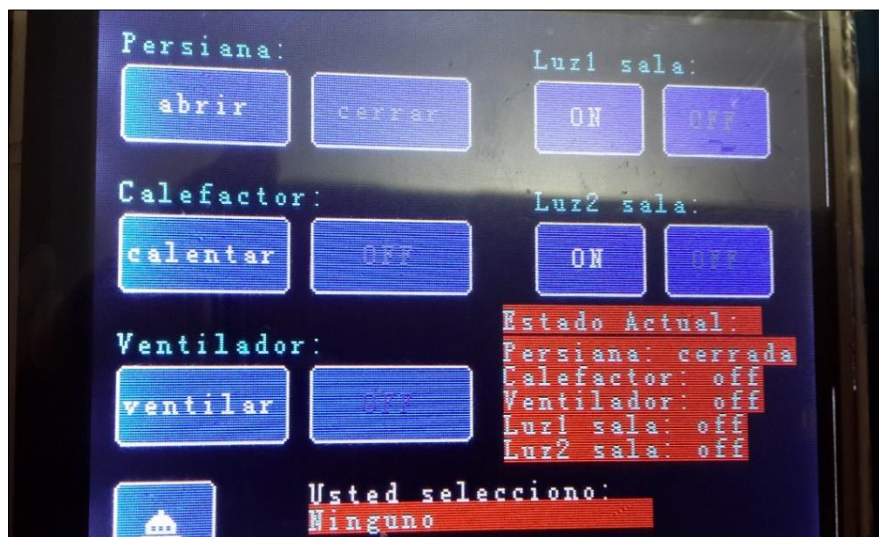 Persiana:
abrir cerrar
Luz1 sala:
ON OFF
Calefactor:
calentar OFF
Luz2 sala:
ON OFF
Ventilador:
ventilar OFF
Estado Actual:
Persiana: cerrada
Calefactor: off
Ventilador: off
Luz1 sala: off
Luz2 sala: off
Usted selecciono:
Ninguno